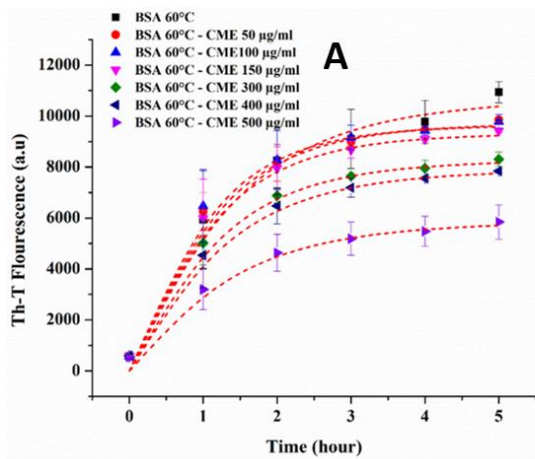 BSA 60°C
BSA 60°C - CME 50 µg/ml
BSA 60°C - CME100 µg/ml
BSA 60°C - CME 150 µg/ml
BSA 60°C - CME 300 µg/ml
BSA 60°C - CME 400 µg/ml
BSA 60°C - CME 500 µg/ml
A
Th-T Flourescence (a.u)
12000
10000
8000
6000
4000
2000
0
0 1 2 3 4 5
Time (hour)